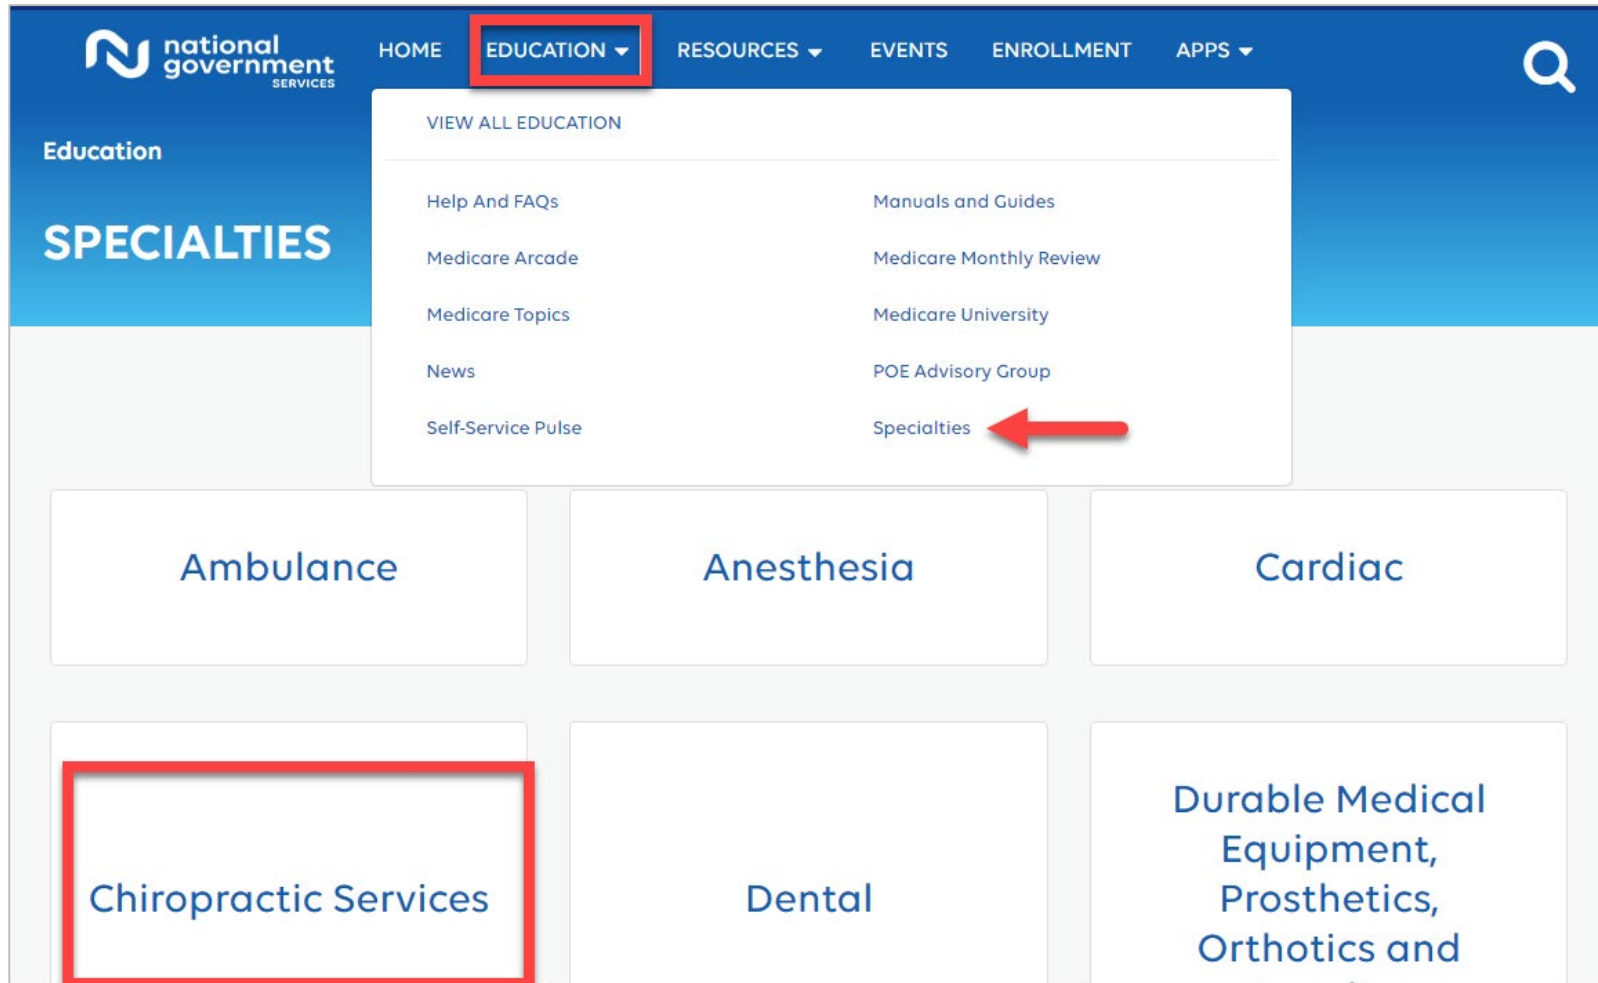 national
government
SERVICES
HOME
EDUCATION
RESOURCES
EVENTS
ENROLLMENT
APPS
VIEW ALL EDUCATION
Education
SPECIALTIES
Help And FAQs
Manuals and Guides
Medicare Arcade
Medicare Monthly Review
Medicare Topics
Medicare University
News
POE Advisory Group
Self-Service Pulse
Specialties
Ambulance
Anesthesia
Cardiac
Chiropractic Services
Dental
Durable Medical
Equipment,
Prosthetics,
Orthotics and